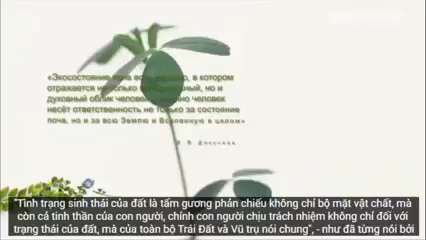 «Экосостояние почв есть зеркало, в котором
отражается не только материальный, но и
духовный облик человека, именно человек
несёт ответственность не только за состояние
почв, но и за всю Землю и Вселенную в целом»
"Tình trạng sinh thái của đất là tấm gương phản chiếu không chỉ bộ mặt vật chất, mà
còn cả tinh thần của con người, chính con người chịu trách nhiệm không chỉ đối với
trạng thái của đất, mà của toàn bộ Trái Đất và Vũ trụ nói chung", - như đã từng nói bởi